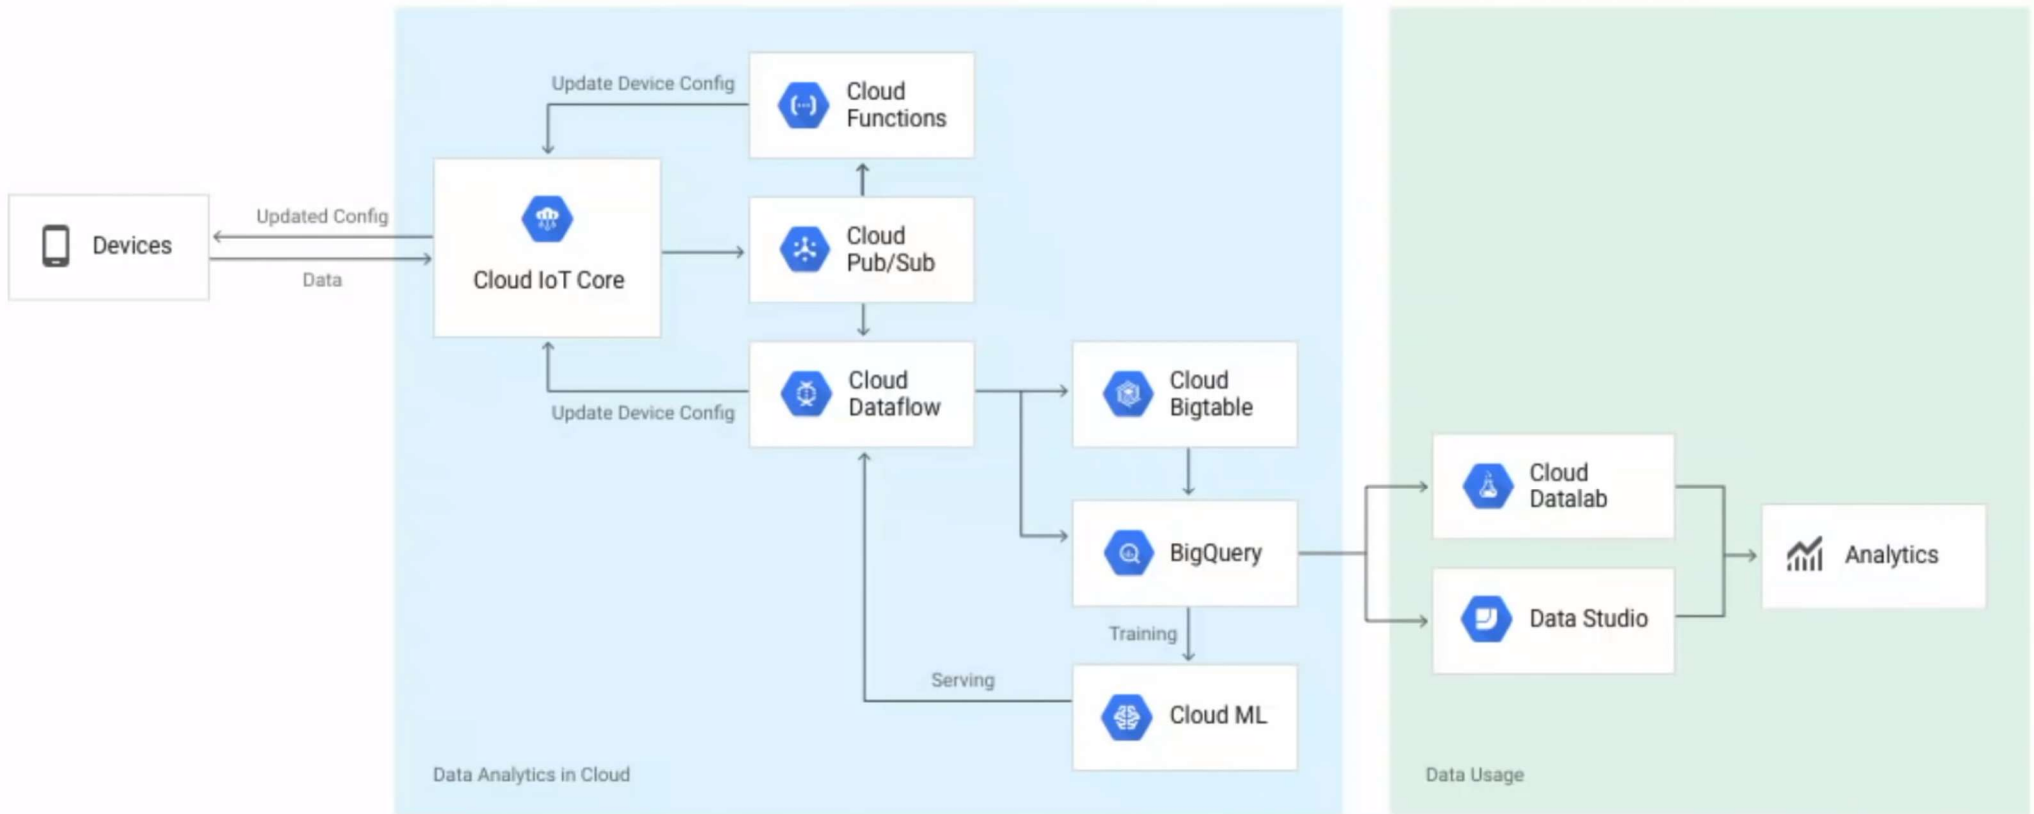 Update Device Config
Cloud
Functions
Devices
Updated Config
Data
Cloud IoT Core
Cloud
Pub/Sub
Update Device Config
Cloud
Dataflow
Cloud
Bigtable
BigQuery
Training
Serving
Cloud ML
Data Analytics in Cloud
Cloud
Datalab
Data Studio
Analytics
Data Usage